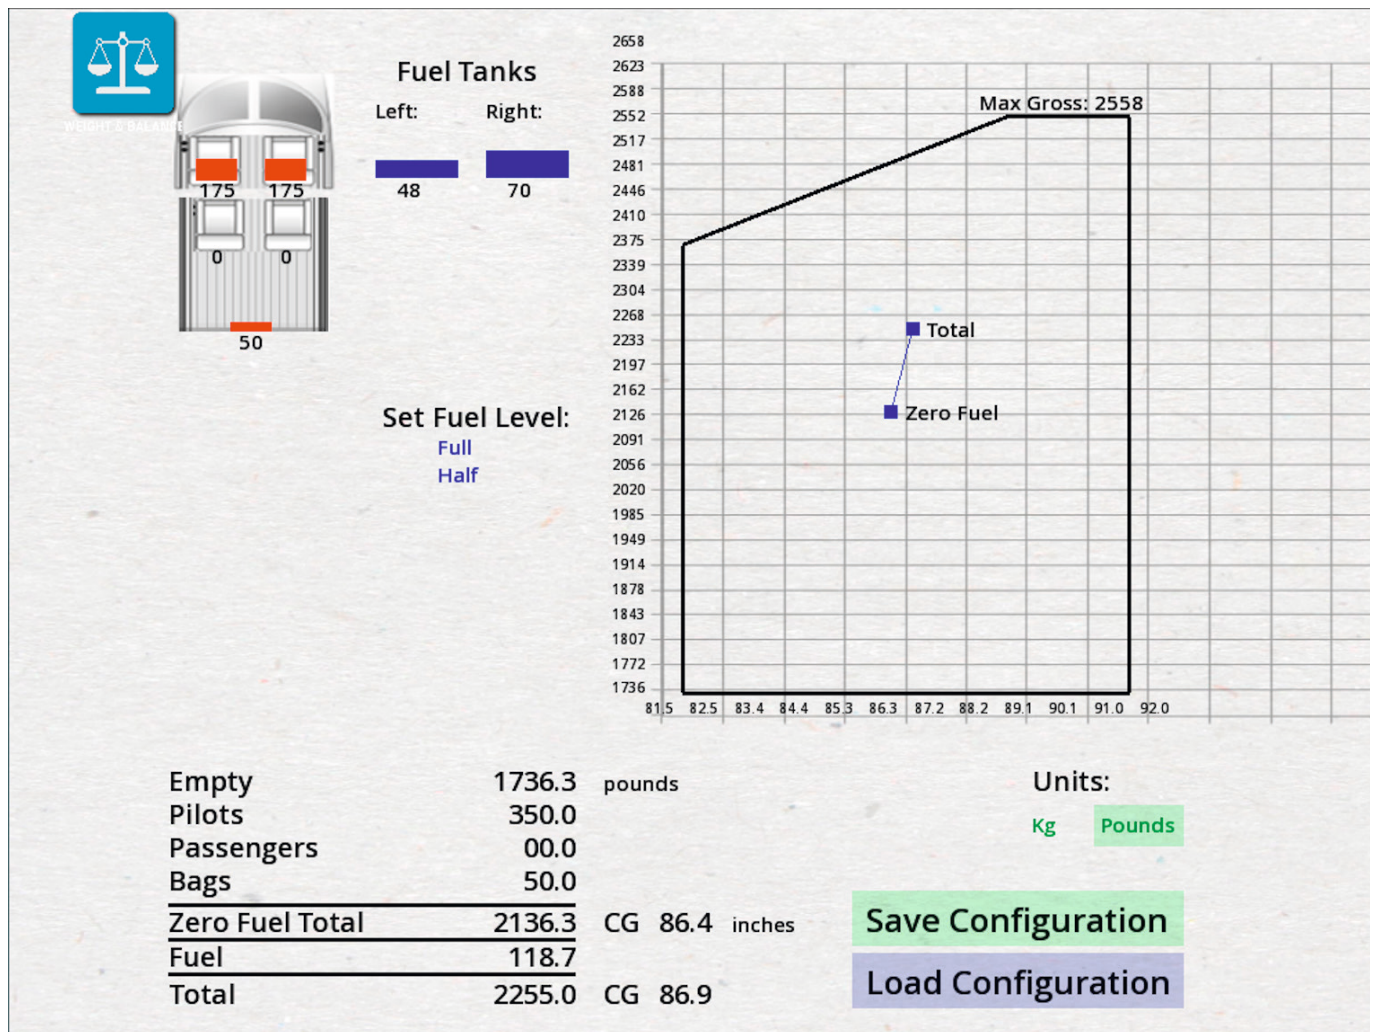 WEIGHT & BALANCE
Fuel Tanks
Left: Right:
48 70
175 175
0 0
50
Set Fuel Level:
Full
Half
2658
2623
2588
2552
2517
2481
2446
2410
2375
2339
2304
2268
2233
2197
2162
2126
2091
2056
2020
1985
1949
1914
1878
1843
1807
1772
1736
Max Gross: 2558
Total
Zero Fuel
81.5 82.5 83.4 84.4 85.3 86.3 87.2 88.2 89.1 90.1 91.0 92.0
Empty 1736.3 pounds
Pilots 350.0
Passengers 00.0
Bags 50.0
Zero Fuel Total 2136.3 CG 86.4 inches
Fuel 118.7
Total 2255.0 CG 86.9
Units:
Kg Pounds
Save Configuration
Load Configuration